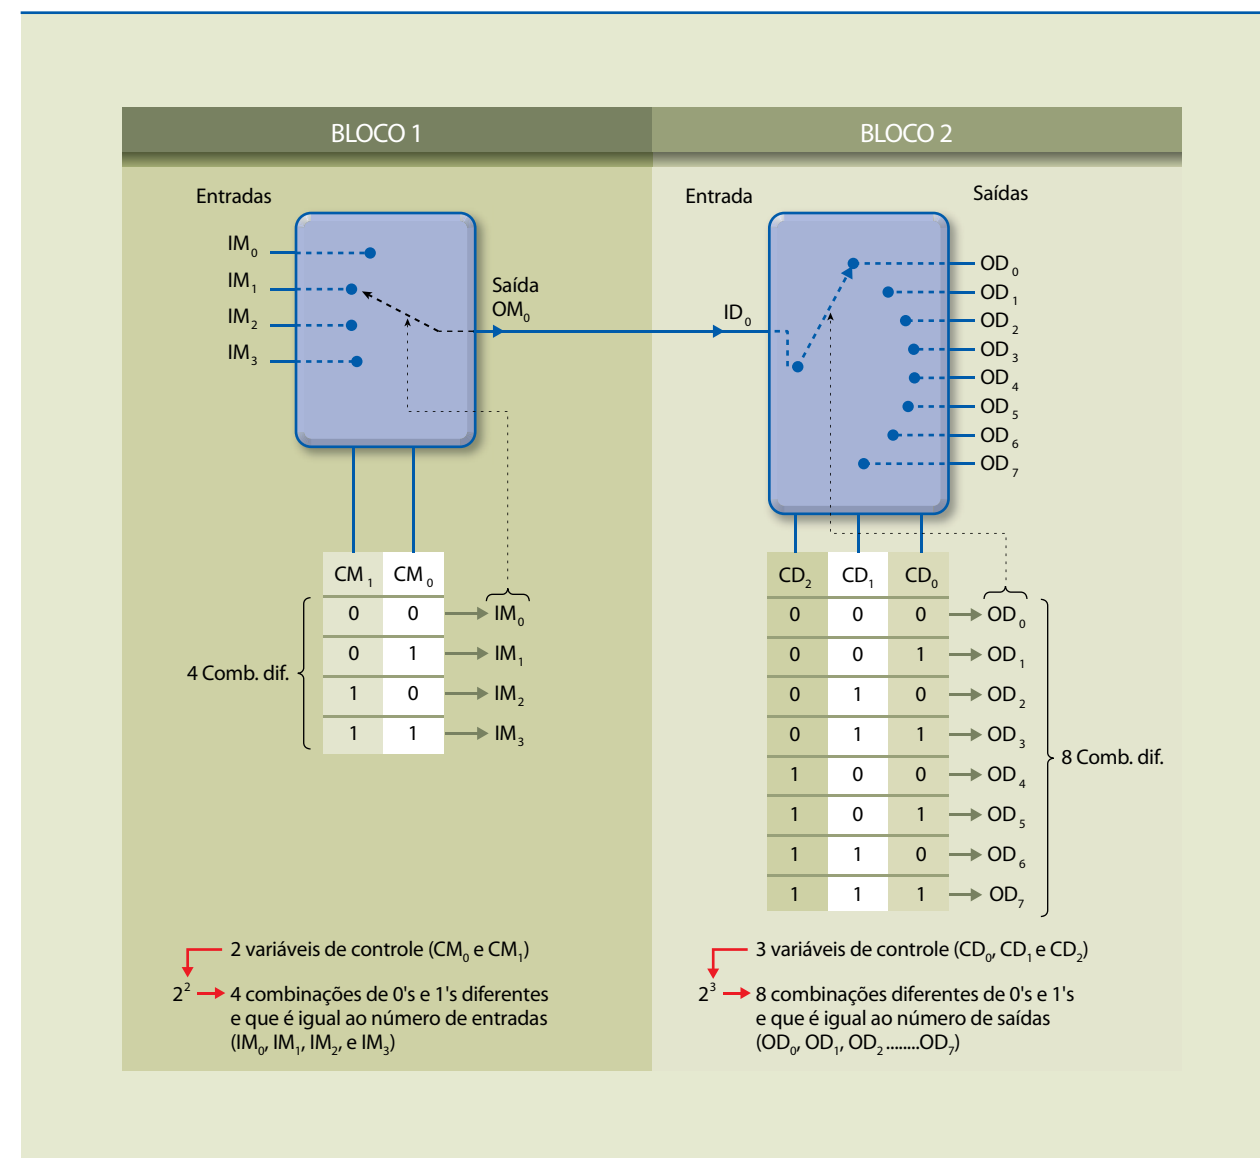 BLOCO 1
Entradas
IM₀
IM₁
IM₂
IM₃
Saída
OM₀
CM₁ CM₀
0 0 IM₀
0 1 IM₁
1 0 IM₂
1 1 IM₃
4 Comb. dif.
2 variáveis de controle (CM₀ e CM₁)
2² 4 combinações de 0's e 1's diferentes
e que é igual ao número de entradas
(IM₀, IM₁, IM₂, e IM₃)
BLOCO 2
Entrada
Saídas
ID₀
OD₀
OD₁
OD₂
OD₃
OD₄
OD₅
OD₆
OD₇
CD₂ CD₁ CD₀
0 0 0 OD₀
0 0 1 OD₁
0 1 0 OD₂
0 1 1 OD₃
1 0 0 OD₄
1 0 1 OD₅
1 1 0 OD₆
1 1 1 OD₇
8 Comb. dif.
3 variáveis de controle (CD₀, CD₁ e CD₂)
2³ 8 combinações diferentes de 0's e 1's
e que é igual ao número de saídas
(OD₀, OD₁, OD₂ ........OD₇)